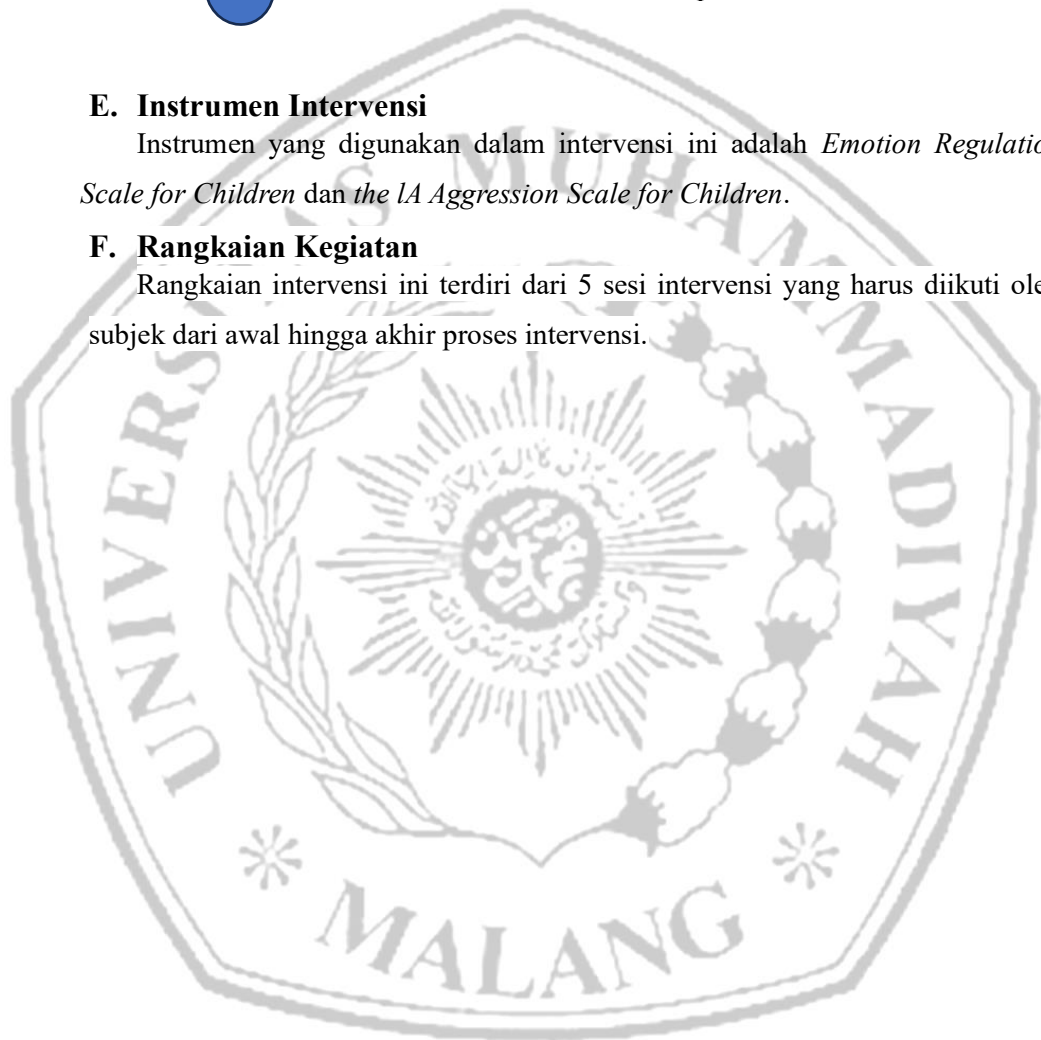 E. Instrumen Intervensi
Instrumen yang digunakan dalam intervensi ini adalah Emotion Regulatio
Scale for Children dan the lA Aggression Scale for Children.
F. Rangkaian Kegiatan
Rangkaian intervensi ini terdiri dari 5 sesi intervensi yang harus diikuti ole
subjek dari awal hingga akhir proses intervensi.
UNIVERSITAS MUHAMMADIYAH
MALANG